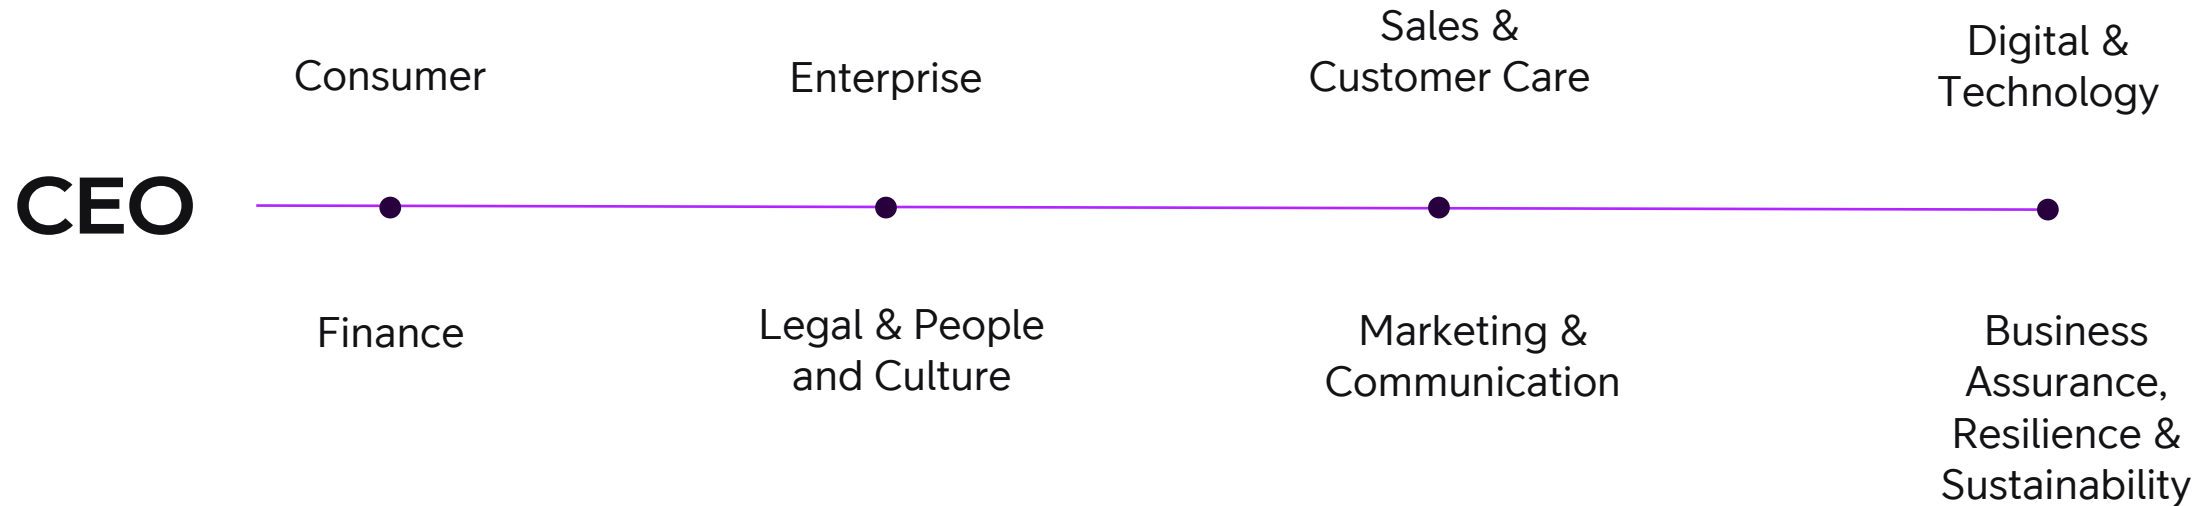 Consumer
Enterprise
Sales &
Customer Care
Digital &
Technology
CEO
Finance
Legal & People
and Culture
Marketing &
Communication
Business
Assurance,
Resilience &
Sustainability